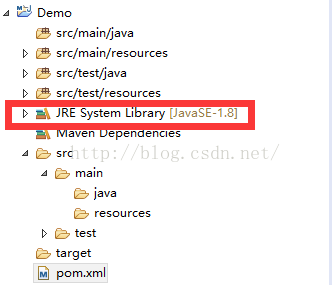 Demo
src/main/java
src/main/resources
src/test/java
src/test/resources
JRE System Library [JavaSE-1.8]
Maven Dependencies
http://blog.csdn.net/
src
main
java
resources
test
target
pom.xml